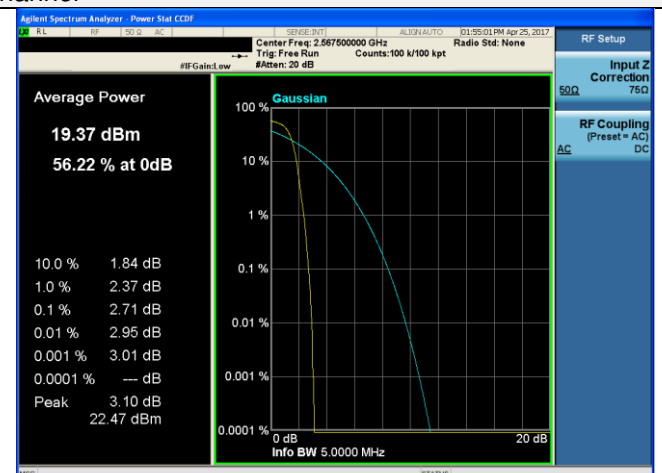 Agilent Spectrum Analyzer - Power Stat CCDF
RL RF 50 Ω AC SENSE:INT ALIGN AUTO 01:55:01 PM Apr 25, 2017
Center Freq: 2.567500000 GHz Radio Std: None
Trig: Free Run Counts:100 k/100 kpt
#IFGain:Low #Atten: 20 dB
RF Setup
Input Z
Correction
50Ω 75Ω
RF Coupling
(Preset = AC)
AC DC
Average Power
19.37 dBm
56.22 % at 0dB
10.0 % 1.84 dB
1.0 % 2.37 dB
0.1 % 2.71 dB
0.01 % 2.95 dB
0.001 % 3.01 dB
0.0001 % --- dB
Peak 3.10 dB
22.47 dBm
Gaussian
100 %
10 %
1 %
0.1 %
0.01 %
0.001 %
0.0001 %
0 dB 20 dB
Info BW 5.0000 MHz